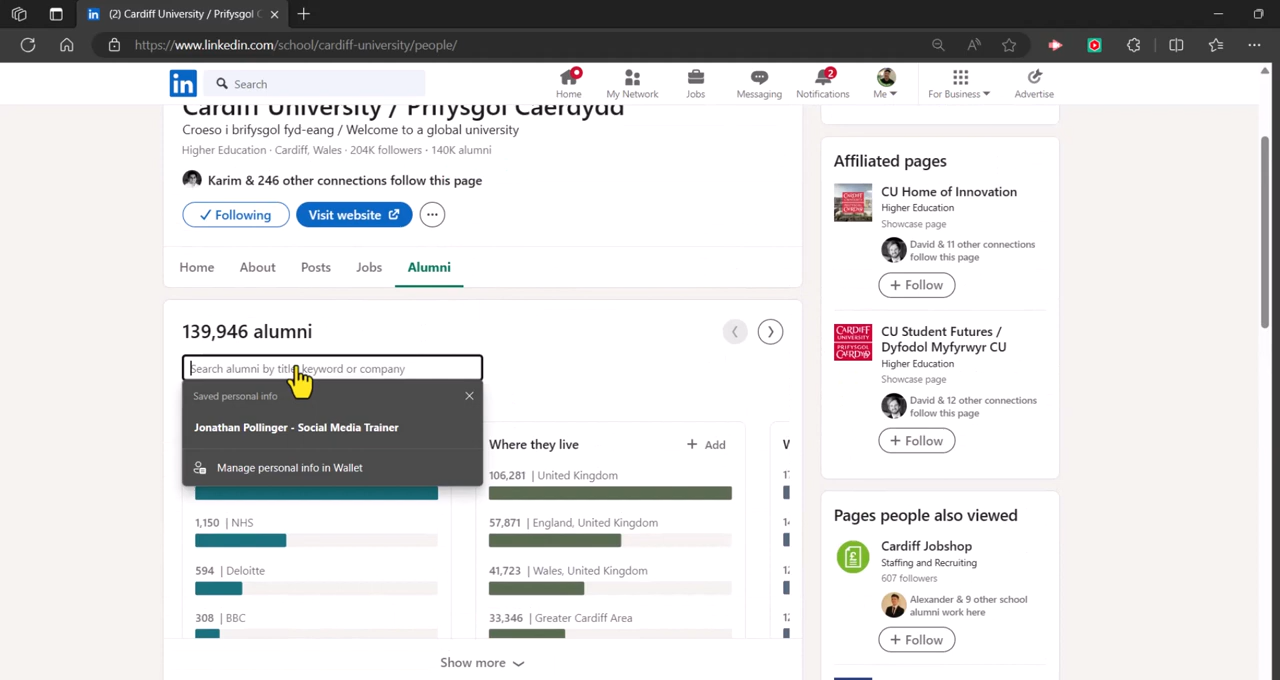 (2) Cardiff University / Prifysgol C
https://www.linkedin.com/school/cardiff-university/people/
in
Search
Home
My Network
Jobs
Messaging
2
Notifications
Me
For Business
Advertise
Cardiff University / Prifysgol Caerdydd
Croeso i brifysgol fyd-eang / Welcome to a global university
Higher Education · Cardiff, Wales · 204K followers · 140K alumni
Karim & 246 other connections follow this page
Following
Visit website
Home
About
Posts
Jobs
Alumni
139,946 alumni
Search alumni by title, keyword or company
Saved personal info
Jonathan Pollinger - Social Media Trainer
Manage personal info in Wallet
1,150 | NHS
594 | Deloitte
308 | BBC
Where they live
+ Add
106,281 | United Kingdom
57,871 | England, United Kingdom
41,723 | Wales, United Kingdom
33,346 | Greater Cardiff Area
Show more
Affiliated pages
CU Home of Innovation
Higher Education
Showcase page
David & 11 other connections
follow this page
+ Follow
CARDIFF
UNIVERSITY
PRIFYSGOL
CAERDYDD
CU Student Futures /
Dyfodol Myfyrwyr CU
Higher Education
Showcase page
David & 12 other connections
follow this page
+ Follow
Pages people also viewed
Cardiff Jobshop
Staffing and Recruiting
607 followers
Alexander & 9 other school
alumni work here
+ Follow